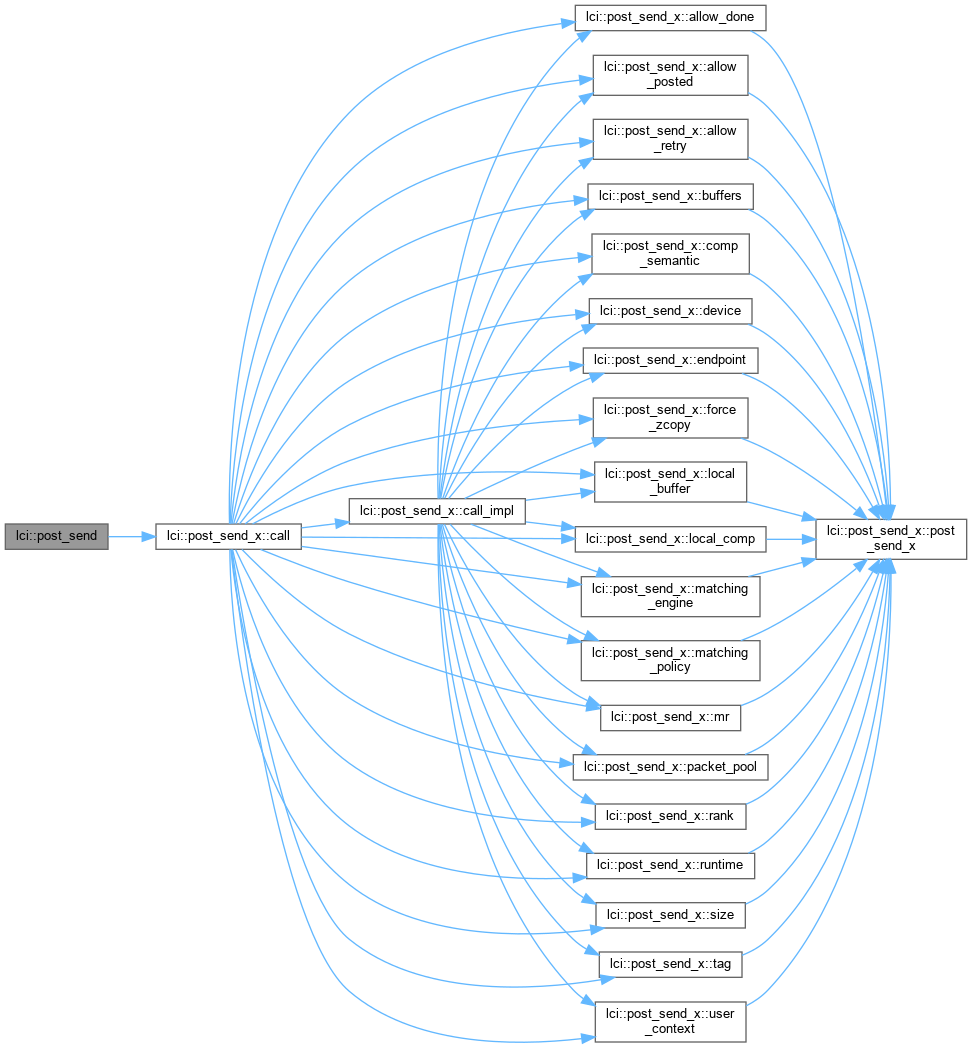 lci::post_send
lci::post_send_x::call
lci::post_send_x::call_impl
lci::post_send_x::allow_done
lci::post_send_x::allow
_posted
lci::post_send_x::allow
_retry
lci::post_send_x::buffers
lci::post_send_x::comp
_semantic
lci::post_send_x::device
lci::post_send_x::endpoint
lci::post_send_x::force
_zcopy
lci::post_send_x::local
_buffer
lci::post_send_x::local_comp
lci::post_send_x::matching
_engine
lci::post_send_x::matching
_policy
lci::post_send_x::mr
lci::post_send_x::packet_pool
lci::post_send_x::rank
lci::post_send_x::runtime
lci::post_send_x::size
lci::post_send_x::tag
lci::post_send_x::user
_context
lci::post_send_x::post
_send_x